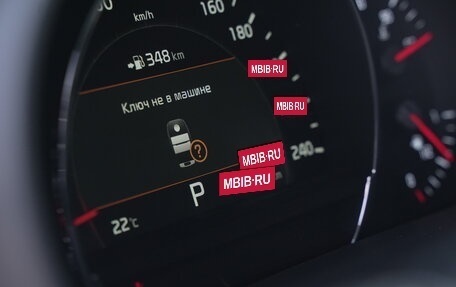 km/h
160
180
348 km
MBIB·RU
Ключ не в машине
MBIB·RU
?
MBIB·RU
240
MBIB·RU
P
22°c